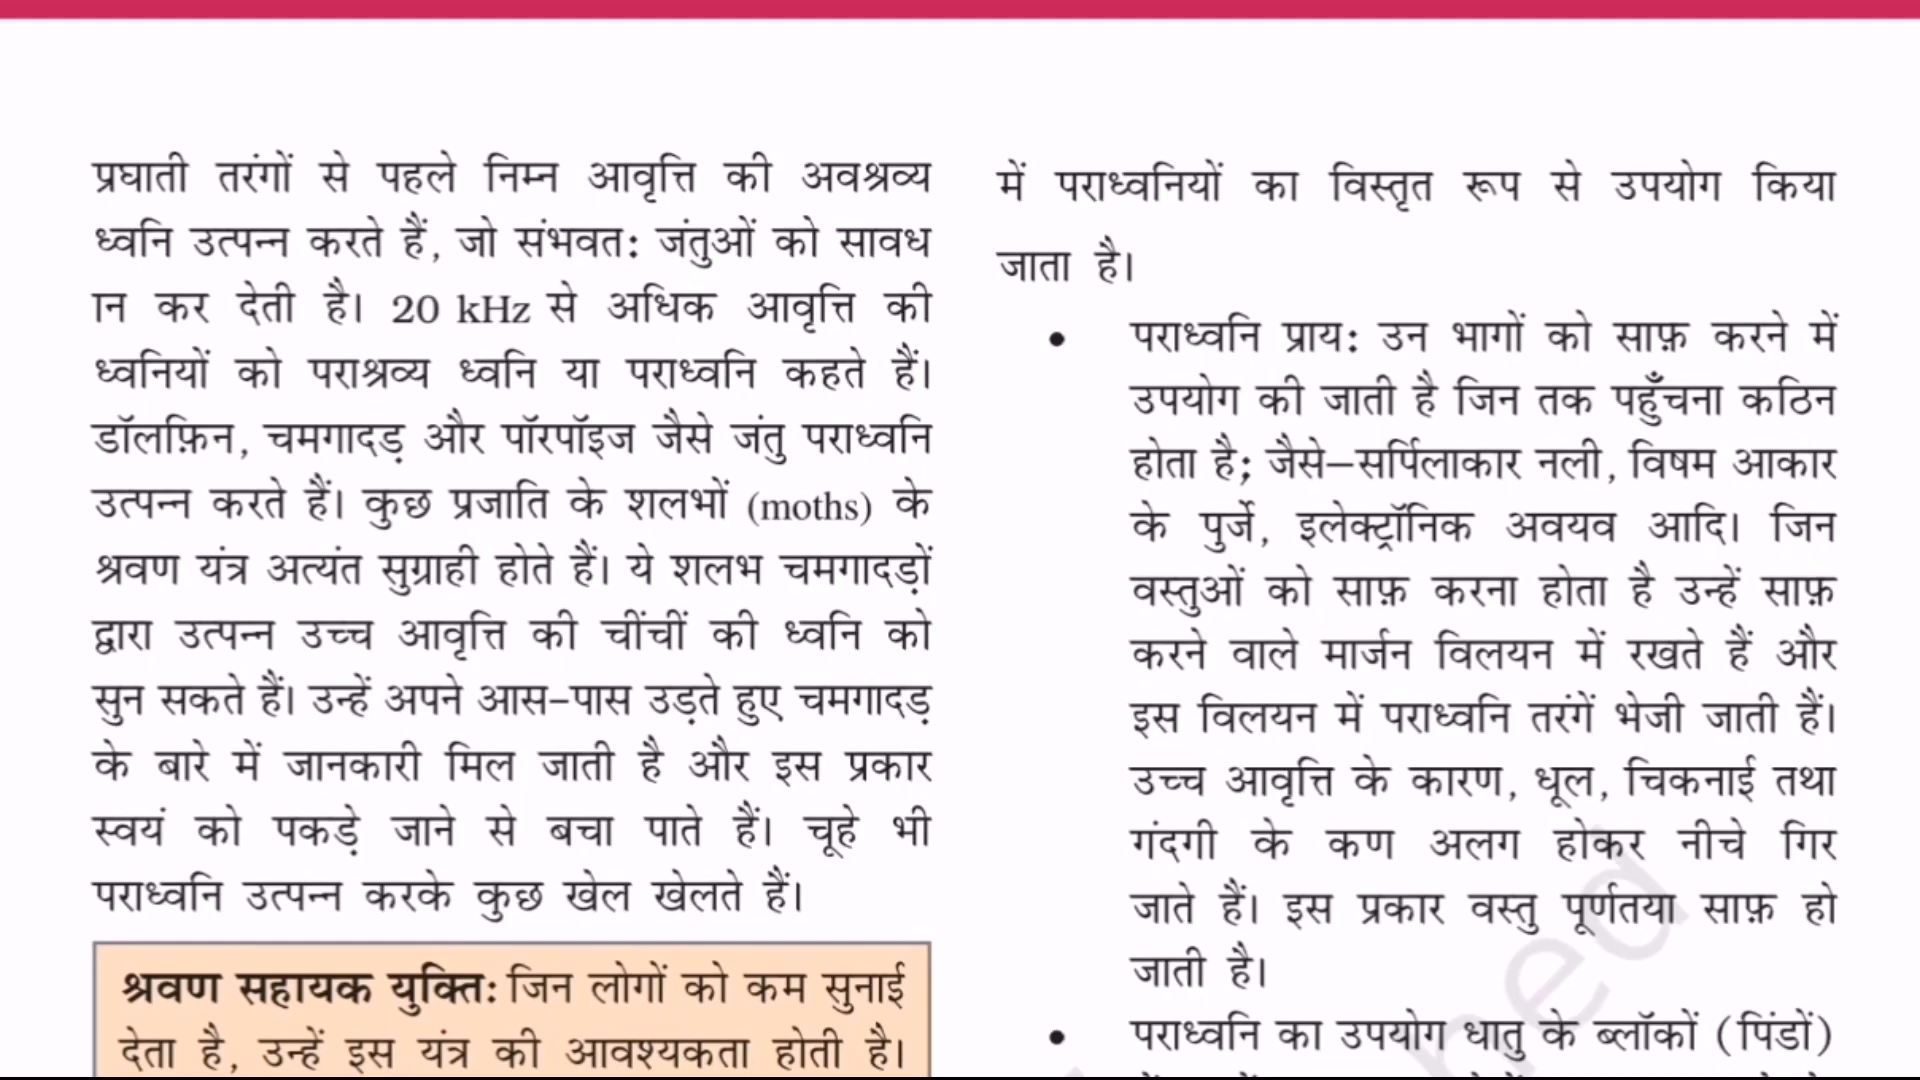 प्रघाती तरंगों से पहले निम्न आवृत्ति की अवश्रव्य
ध्वनि उत्पन्न करते हैं, जो संभवतः जंतुओं को सावध
ान कर देती है। 20 kHz से अधिक आवृत्ति की
ध्वनियों को पराश्रव्य ध्वनि या पराध्वनि कहते हैं।
डॉलफ़िन, चमगादड़ और पॉरपॉइज जैसे जंतु पराध्वनि
उत्पन्न करते हैं। कुछ प्रजाति के शलभों (moths) के
श्रवण यंत्र अत्यंत सुग्राही होते हैं। ये शलभ चमगादड़ों
द्वारा उत्पन्न उच्च आवृत्ति की चींचीं की ध्वनि को
सुन सकते हैं। उन्हें अपने आस-पास उड़ते हुए चमगादड़
के बारे में जानकारी मिल जाती है और इस प्रकार
स्वयं को पकड़े जाने से बचा पाते हैं। चूहे भी
पराध्वनि उत्पन्न करके कुछ खेल खेलते हैं।
श्रवण सहायक युक्तिः जिन लोगों को कम सुनाई
देता है, उन्हें इस यंत्र की आवश्यकता होती है।
में पराध्वनियों का विस्तृत रूप से उपयोग किया
जाता है।
• पराध्वनि प्रायः उन भागों को साफ़ करने में
उपयोग की जाती है जिन तक पहुँचना कठिन
होता है; जैसे–सर्पिलाकार नली, विषम आकार
के पुर्जे, इलेक्ट्रॉनिक अवयव आदि। जिन
वस्तुओं को साफ़ करना होता है उन्हें साफ़
करने वाले मार्जन विलयन में रखते हैं और
इस विलयन में पराध्वनि तरंगें भेजी जाती हैं।
उच्च आवृत्ति के कारण, धूल, चिकनाई तथा
गंदगी के कण अलग होकर नीचे गिर
जाते हैं। इस प्रकार वस्तु पूर्णतया साफ़ हो
जाती है।
• पराध्वनि का उपयोग धातु के ब्लॉकों (पिंडों)